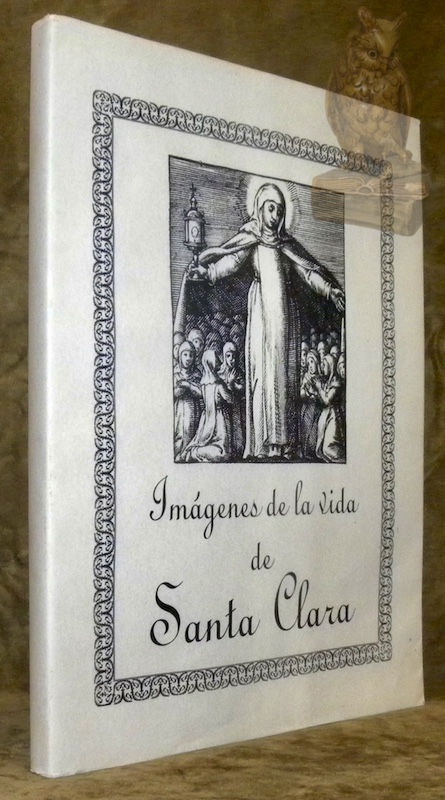 Imágenes de la vida
de
Santa Clara